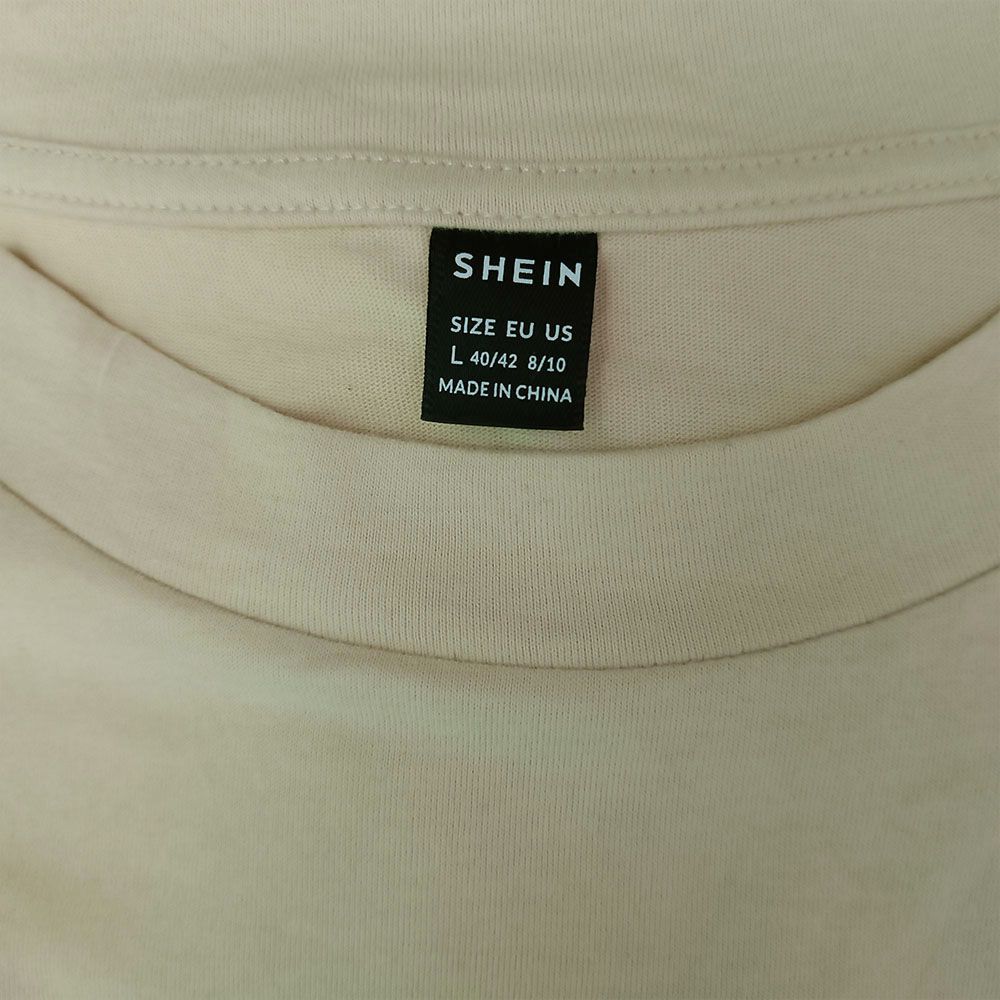 SHEIN
SIZE EU US
L 40/42 8/10
MADE IN CHINA